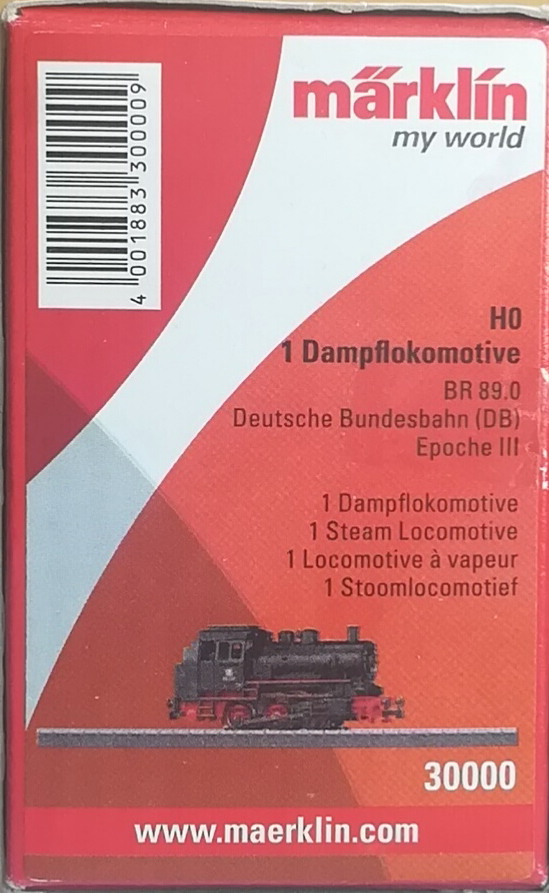 märklín
my world
4 001883 300009
H0
1 Dampflokomotive
BR 89.0
Deutsche Bundesbahn (DB)
Epoche III
1 Dampflokomotive
1 Steam Locomotive
1 Locomotive à vapeur
1 Stoomlocomotief
30000
www.maerklin.com